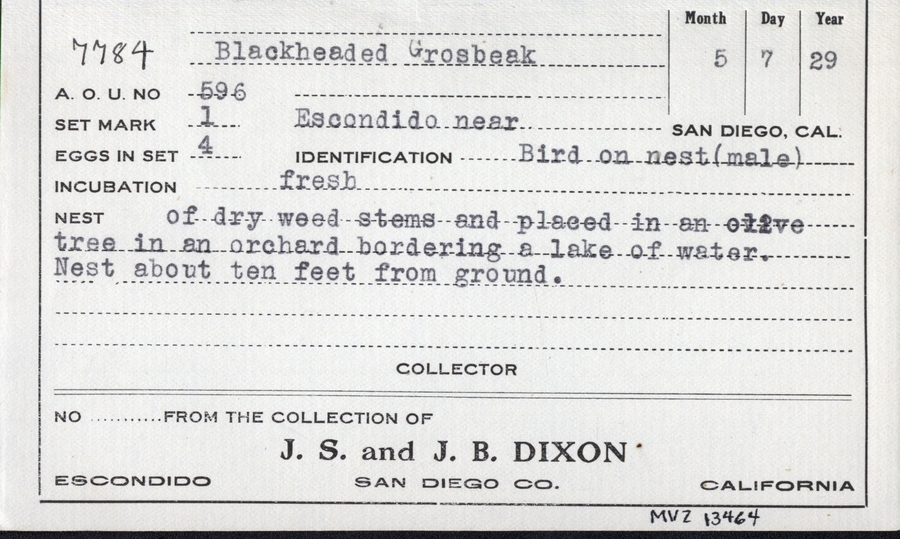 Month Day Year
7784 Blackheaded Grosbeak 5 7 29
A. O. U. NO 596
SET MARK 1 Escondido near SAN DIEGO, CAL.
EGGS IN SET 4 IDENTIFICATION Bird on nest(male)
INCUBATION fresh
NEST of dry weed stems and placed in an olive
tree in an orchard bordering a lake of water.
Nest about ten feet from ground.
COLLECTOR
NO ...........FROM THE COLLECTION OF
J. S. and J. B. DIXON
ESCONDIDO SAN DIEGO CO. CALIFORNIA
MVZ 13464